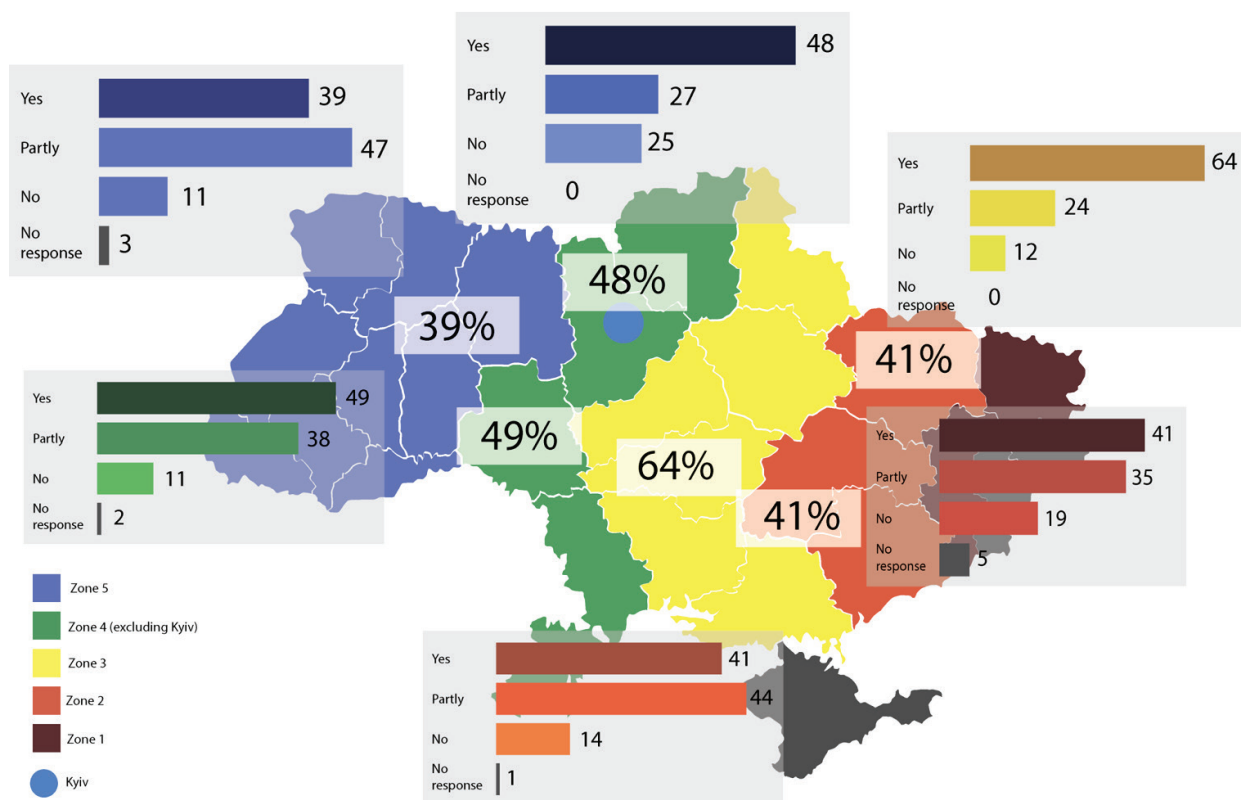 Yes 48
Partly 27
No 25
No
response 0
Yes 39
Partly 47
No 11
No
response 3
Yes 64
Partly 24
No 12
No
response 0
48%
39%
41%
Yes 49
Partly 38
No 11
No
response 2
49%
64%
41%
Yes 41
Partly 35
No 19
No
response 5
Zone 5
Zone 4 (excluding Kyiv)
Zone 3
Zone 2
Zone 1
Kyiv
Yes 41
Partly 44
No 14
No
response 1